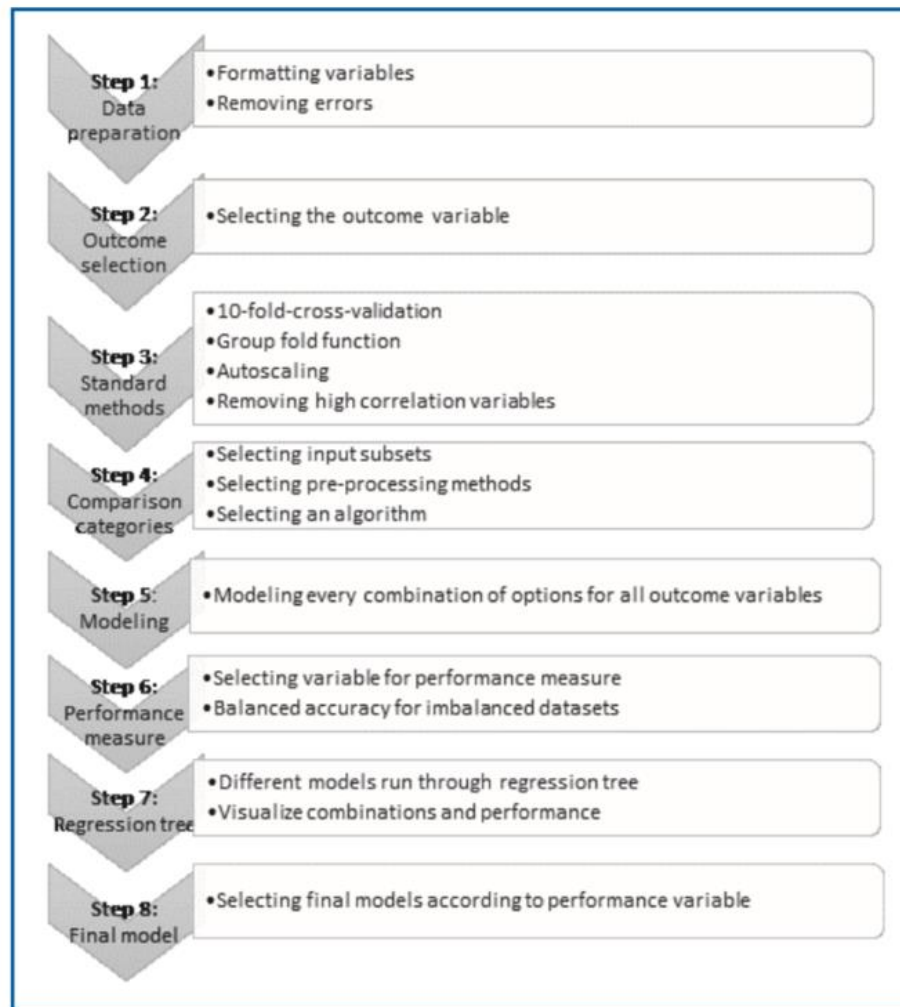 Step 1:
Data
preparation
•Formatting variables
•Removing errors
Step 2:
Outcome
selection
•Selecting the outcome variable
Step 3:
Standard
methods
•10-fold-cross-validation
•Group fold function
•Autoscaling
•Removing high correlation variables
Step 4:
Comparison
categories
•Selecting input subsets
•Selecting pre-processing methods
•Selecting an algorithm
Step 5:
Modeling
•Modeling every combination of options for all outcome variables
Step 6:
Performance
measure
•Selecting variable for performance measure
•Balanced accuracy for imbalanced datasets
Step 7:
Regression tree
•Different models run through regression tree
•Visualize combinations and performance
Step 8:
Final model
•Selecting final models according to performance variable